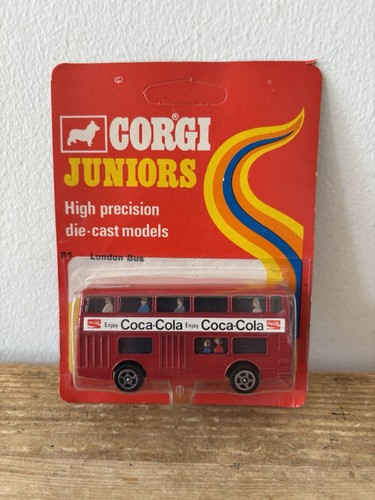 CORGI®
JUNIORS
High precision
die-cast models
London Bus
Enjoy Coca-Cola Enjoy Coca-Cola